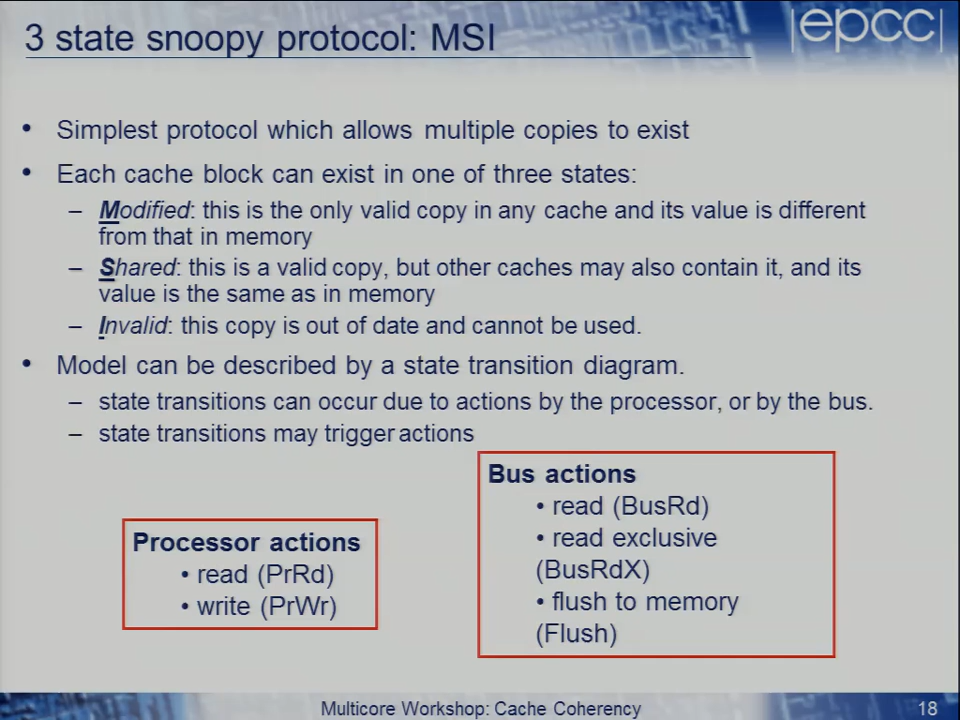 3 state snoopy protocol: MSI
|epcc|
• Simplest protocol which allows multiple copies to exist
• Each cache block can exist in one of three states:
– Modified: this is the only valid copy in any cache and its value is different
from that in memory
– Shared: this is a valid copy, but other caches may also contain it, and its
value is the same as in memory
– Invalid: this copy is out of date and cannot be used.
• Model can be described by a state transition diagram.
– state transitions can occur due to actions by the processor, or by the bus.
– state transitions may trigger actions
Processor actions
• read (PrRd)
• write (PrWr)
Bus actions
• read (BusRd)
• read exclusive
(BusRdX)
• flush to memory
(Flush)
Multicore Workshop: Cache Coherency
18